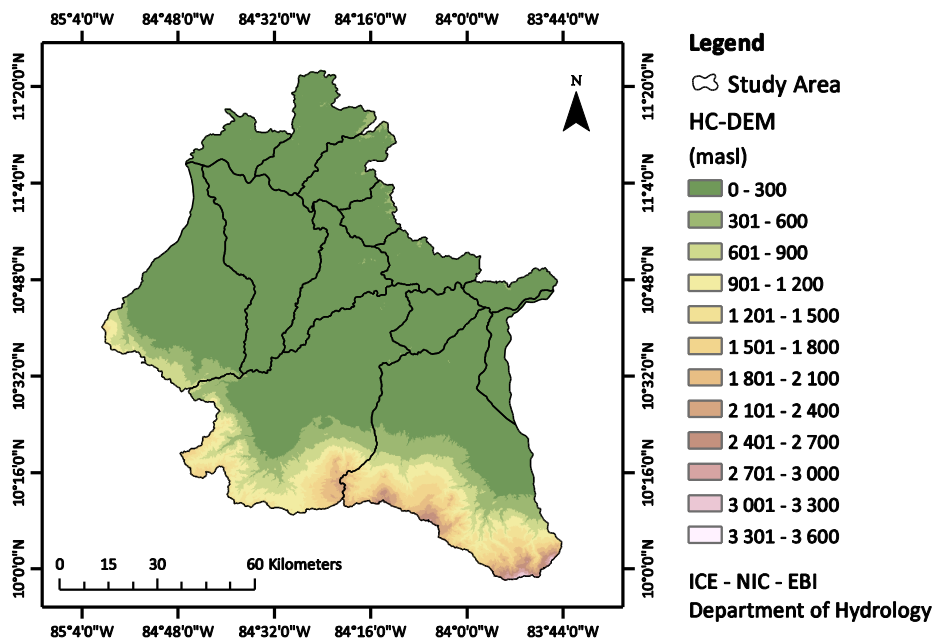 85°4'0"W 84°48'0"W 84°32'0"W 84°16'0"W 84°00'0"W 83°44'0"W
11°20'0"N 11°20'0"N
11°4'0"N 11°4'0"N
10°48'0"N 10°48'0"N
10°32'0"N 10°32'0"N
10°16'0"N 10°16'0"N
10°0'0"N 10°0'0"N
N
0 15 30 60 Kilometers
85°4'0"W 84°48'0"W 84°32'0"W 84°16'0"W 84°00'0"W 83°44'0"W
Legend
Study Area
HC-DEM
(masl)
0 - 300
301 - 600
601 - 900
901 - 1 200
1 201 - 1 500
1 501 - 1 800
1 801 - 2 100
2 101 - 2 400
2 401 - 2 700
2 701 - 3 000
3 001 - 3 300
3 301 - 3 600
ICE - NIC - EBI
Department of Hydrology